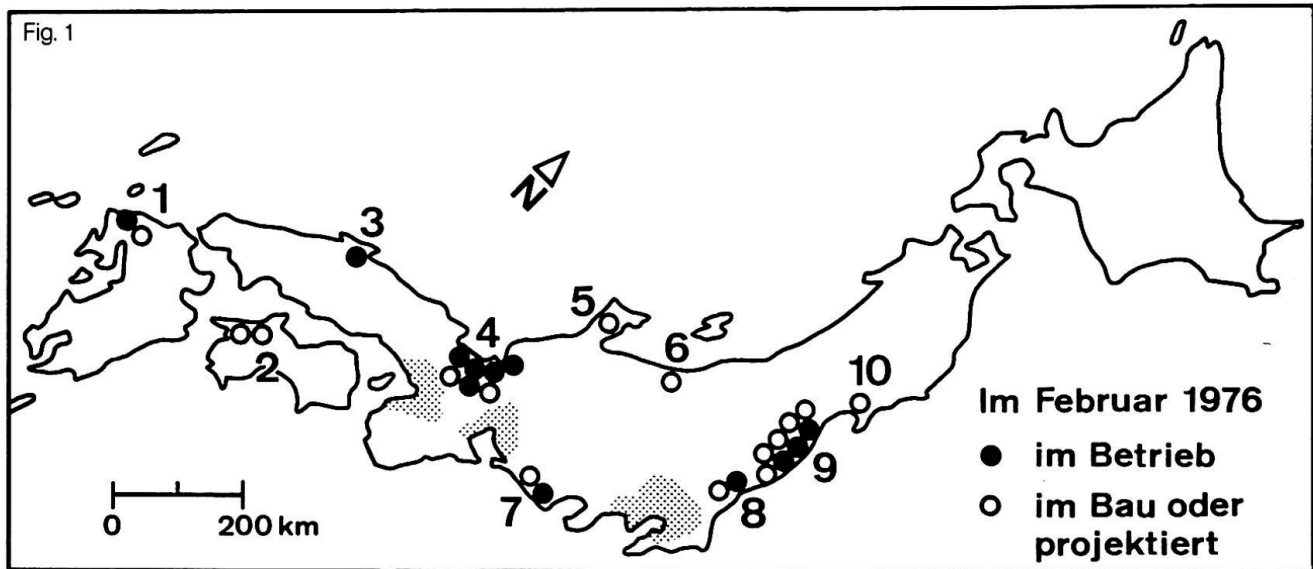 Fig. 1
1
3
N
5
4
6
2
10
7
8
9
0 200 km
Im Februar 1976
im Betrieb
im Bau oder
projektiert